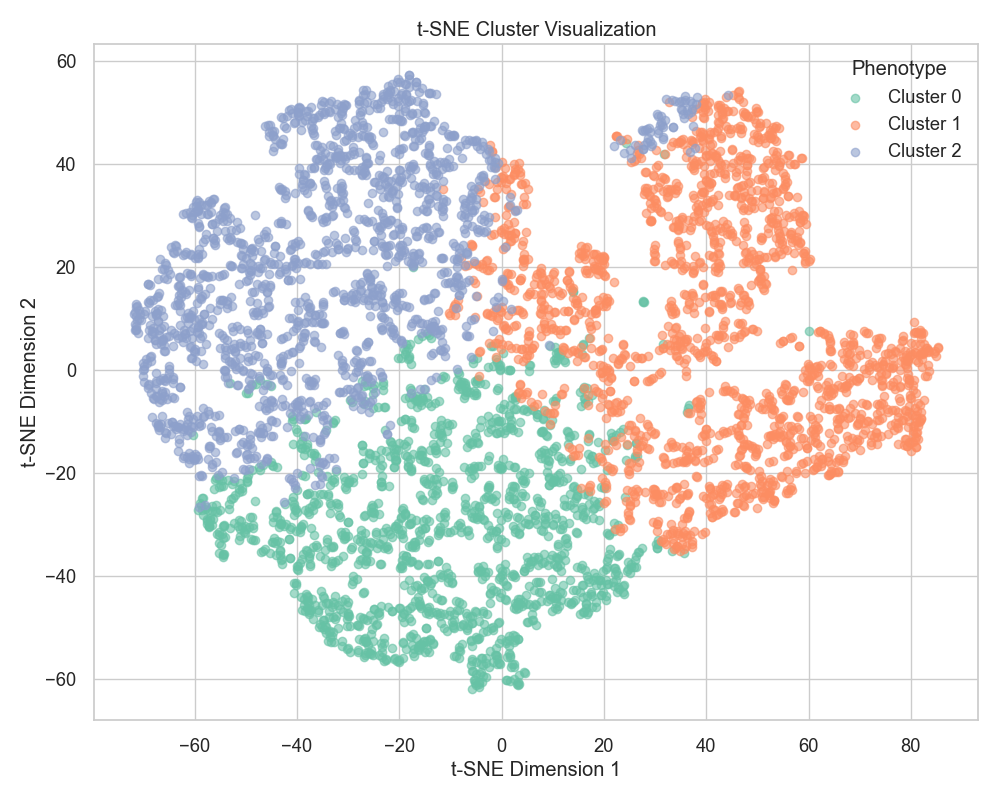 t-SNE Cluster Visualization
Phenotype
Cluster 0
Cluster 1
Cluster 2
60
40
20
0
−20
−40
−60
t-SNE Dimension 2
−60 −40 −20 0 20 40 60 80
t-SNE Dimension 1